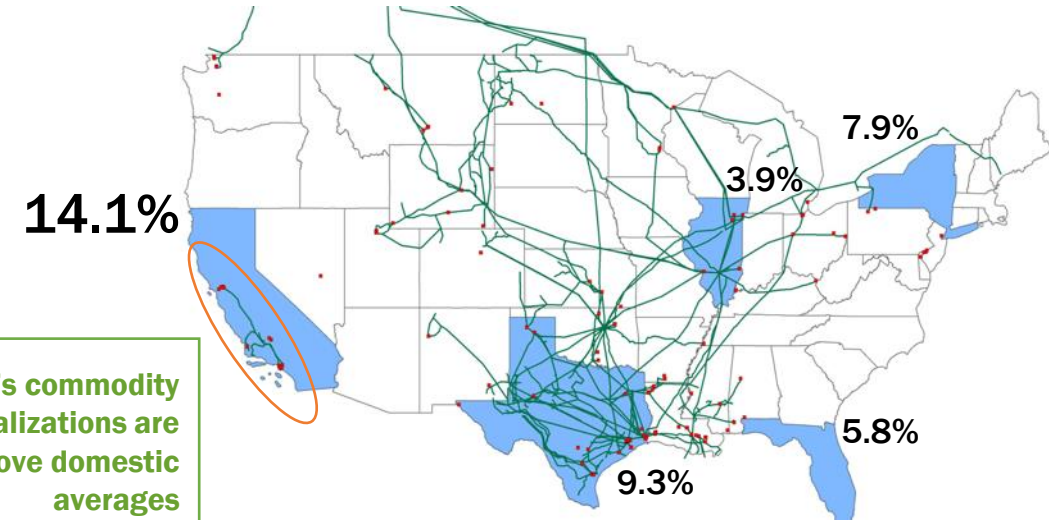 7.9%
3.9%
14.1%
's commodity
alizations are
ove domestic
averages
5.8%
9.3%